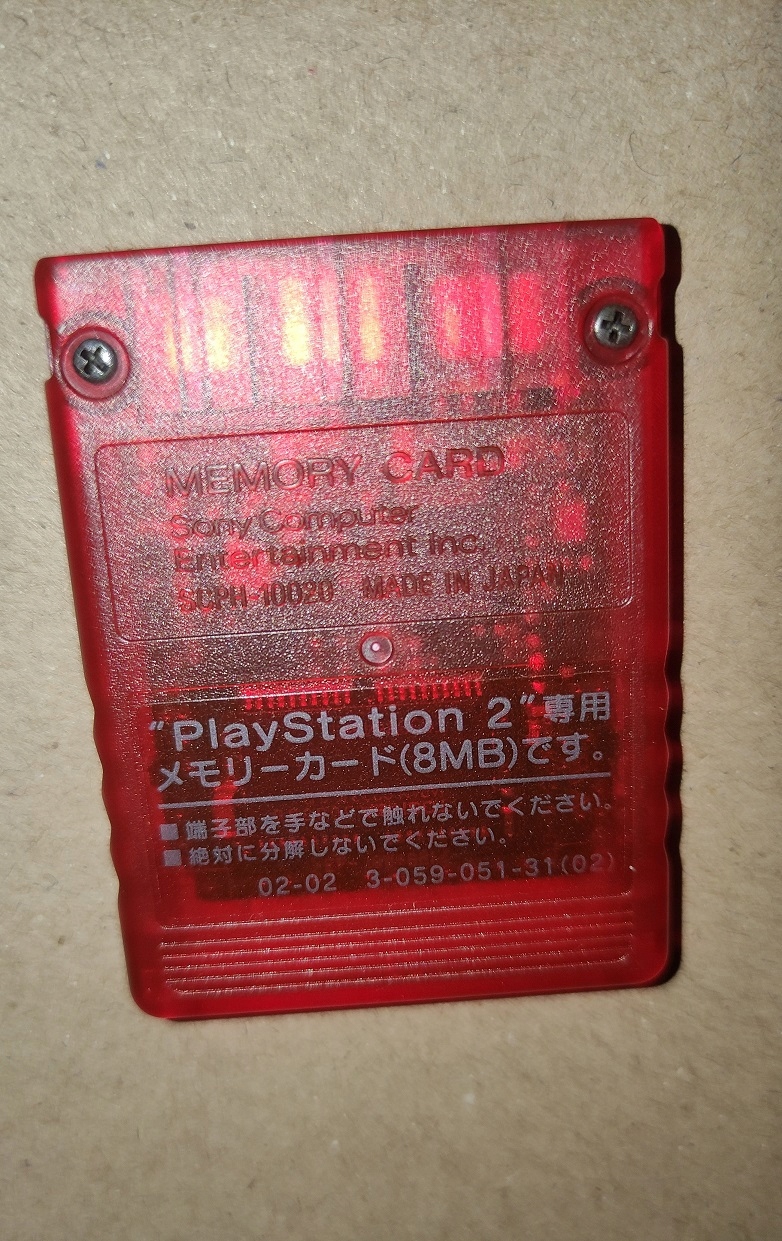 MEMORY CARD
Sony Computer
Entertainment Inc.
SCPH-10020 MADE IN JAPAN
“PlayStation 2”専用
メモリーカード(8MB)です。
■端子部を手などで触れないでください。
■絶対に分解しないでください。
02-02 3-059-051-31(02)